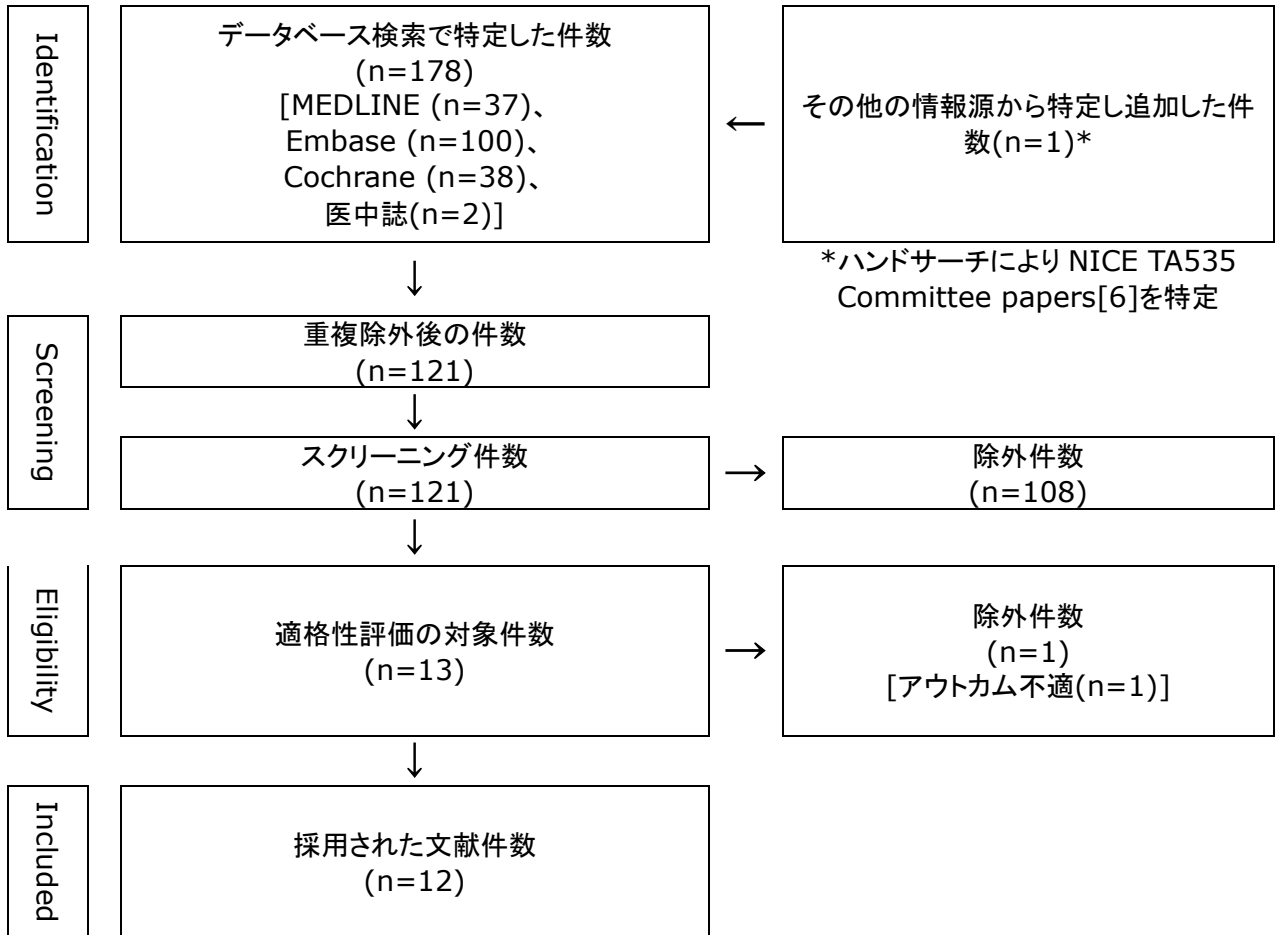 Identification
データベース検索で特定した件数
(n=178)
[MEDLINE (n=37)、
Embase (n=100)、
Cochrane (n=38)、
医中誌(n=2)]
←
その他の情報源から特定し追加した件
数(n=1)*
*ハンドサーチにより NICE TA535
Committee papers[6]を特定
↓
Screening
重複除外後の件数
(n=121)
↓
スクリーニング件数
(n=121)
→
除外件数
(n=108)
↓
Eligibility
適格性評価の対象件数
(n=13)
→
除外件数
(n=1)
[アウトカム不適(n=1)]
↓
Included
採用された文献件数
(n=12)